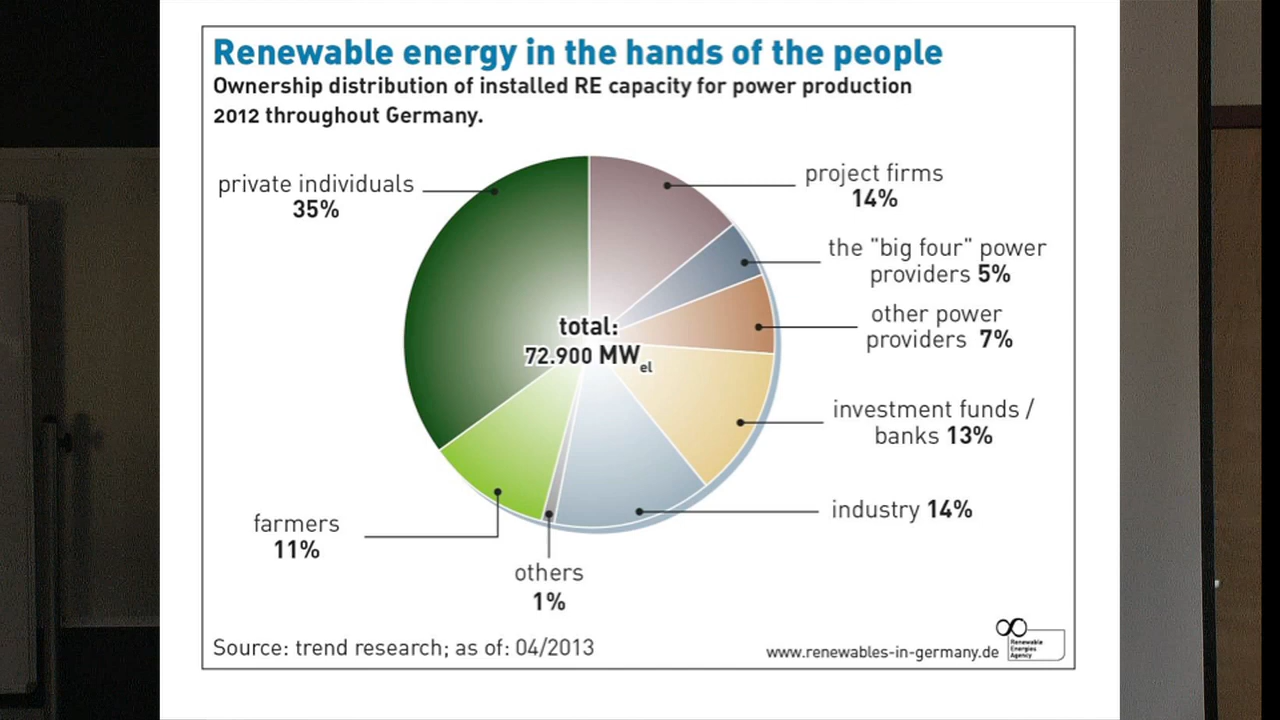 Renewable energy in the hands of the people
Ownership distribution of installed RE capacity for power production
2012 throughout Germany.
private individuals
35%
project firms
14%
the "big four" power
providers 5%
other power
providers 7%
total:
72.900 MWel
investment funds /
banks 13%
industry 14%
farmers
11%
others
1%
Source: trend research; as of: 04/2013
www.renewables-in-germany.de
Renewable
Energies
Agency